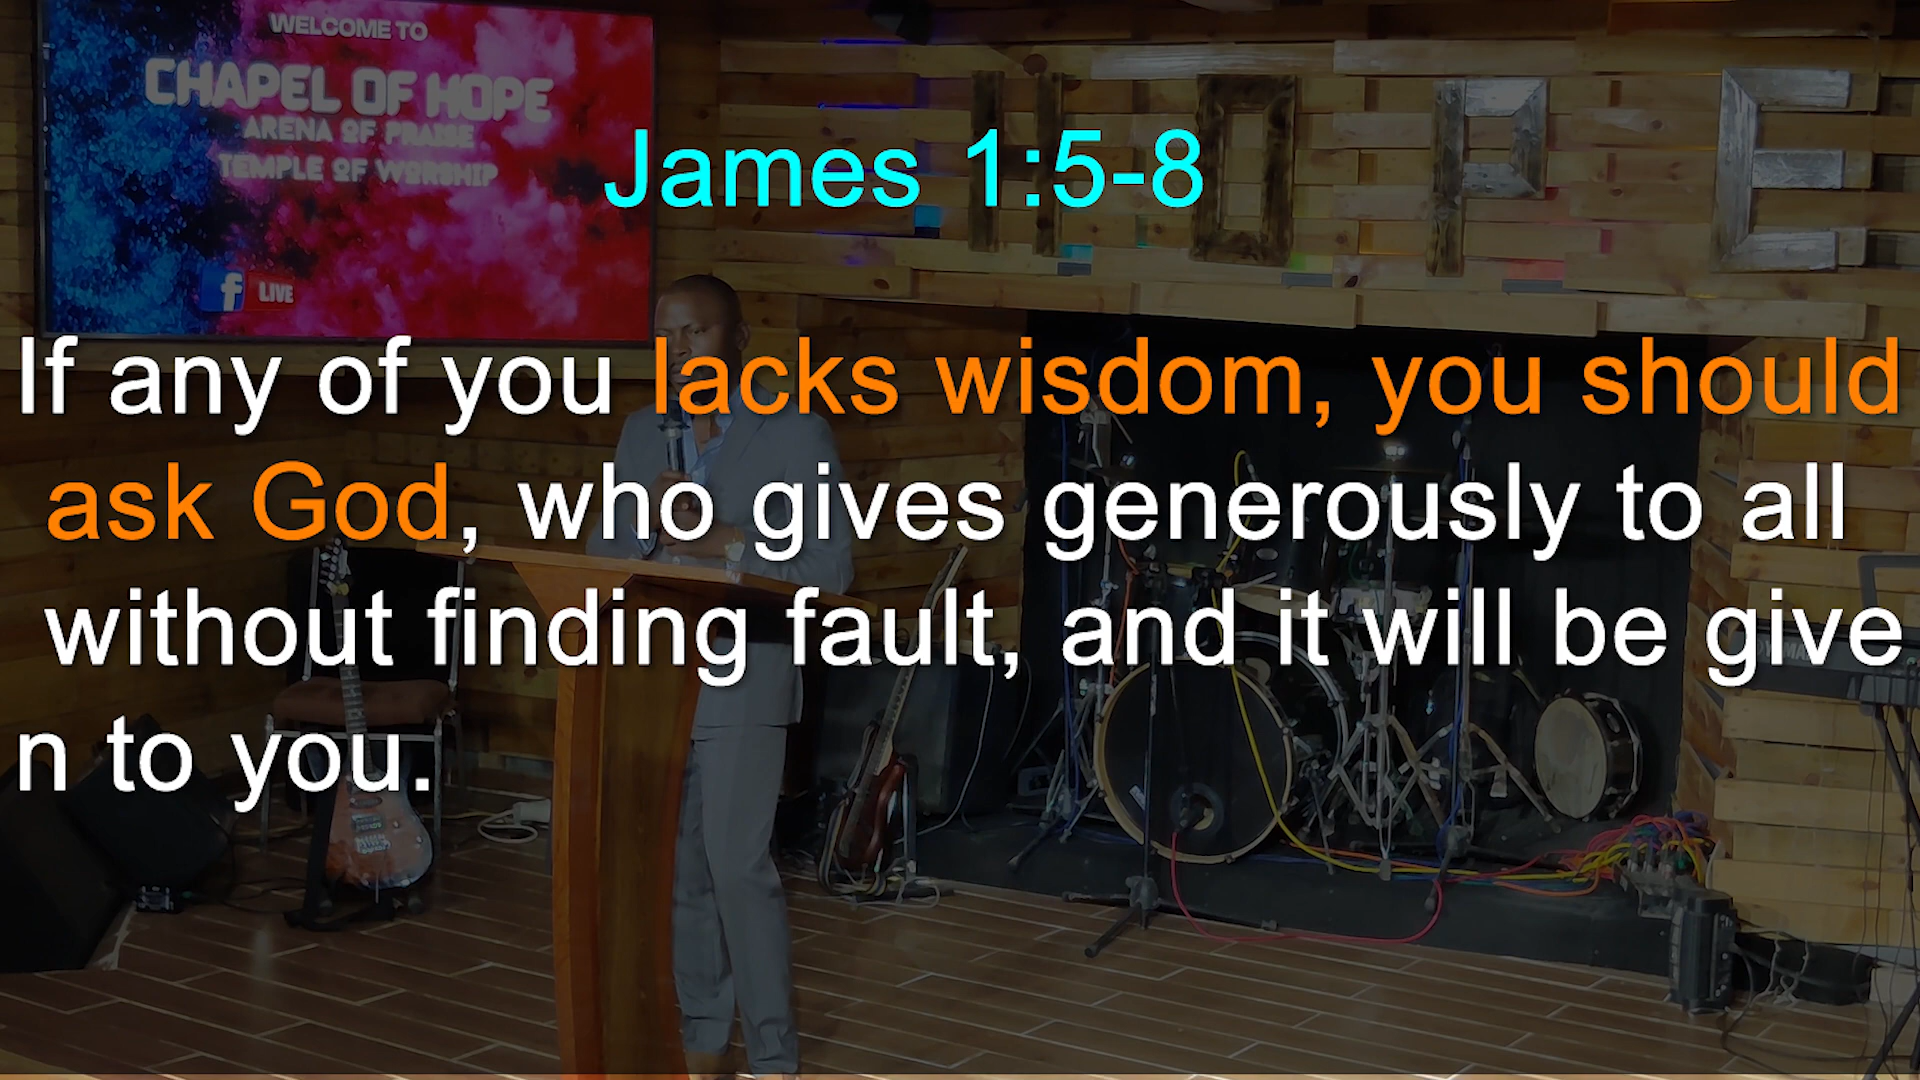 WELCOME TO
CHAPEL OF HOPE
ARENA OF PRAISE
TEMPLE OF WORSHIP
f LIVE
HOPE
James 1:5-8
If any of you lacks wisdom, you should
ask God, who gives generously to all
without finding fault, and it will be give
n to you.